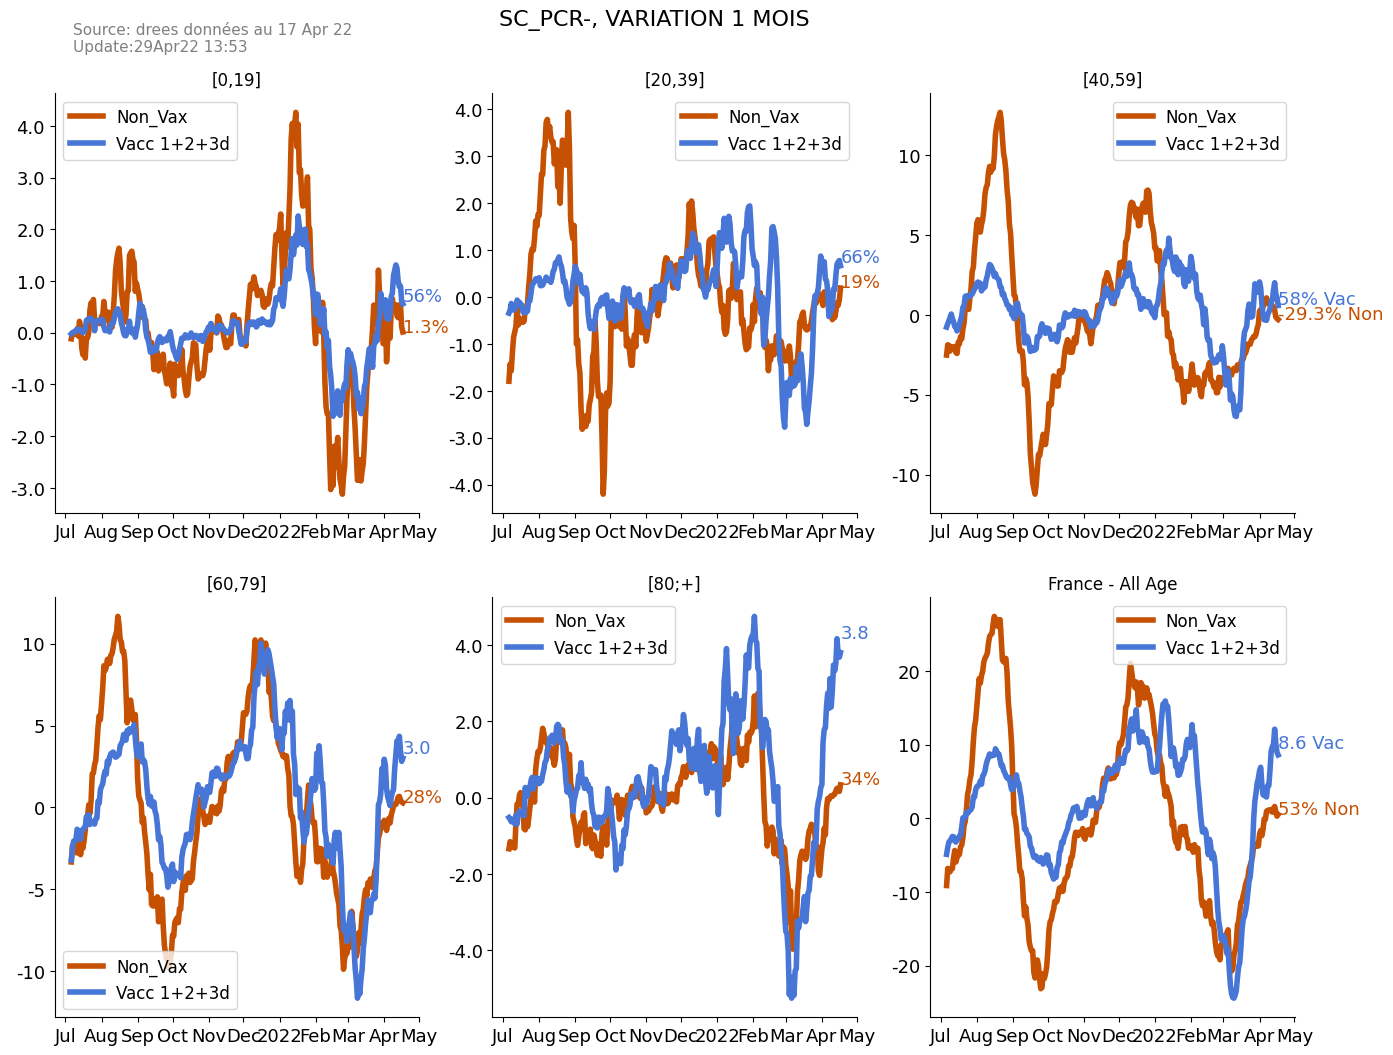 SC_PCR-, VARIATION 1 MOIS
Source: drees données au 17 Apr 22
Update:29Apr22 13:53
[0,19]
Non_Vax
Vacc 1+2+3d
4.0
3.0
2.0
1.0
0.0
-1.0
-2.0
-3.0
56%
1.3%
Jul Aug Sep Oct Nov Dec 2022 Feb Mar Apr May
[20,39]
Non_Vax
Vacc 1+2+3d
4.0
3.0
2.0
1.0
0.0
-1.0
-2.0
-3.0
-4.0
66%
19%
Jul Aug Sep Oct Nov Dec 2022 Feb Mar Apr May
[40,59]
Non_Vax
Vacc 1+2+3d
10
5
0
-5
-10
58% Vac
-29.3% Non
Jul Aug Sep Oct Nov Dec 2022 Feb Mar Apr May
[60,79]
10
5
0
-5
-10
3.0
28%
Non_Vax
Vacc 1+2+3d
Jul Aug Sep Oct Nov Dec 2022 Feb Mar Apr May
[80;+]
Non_Vax
Vacc 1+2+3d
4.0
2.0
0.0
-2.0
-4.0
3.8
34%
Jul Aug Sep Oct Nov Dec 2022 Feb Mar Apr May
France - All Age
Non_Vax
Vacc 1+2+3d
20
10
0
-10
-20
8.6 Vac
53% Non
Jul Aug Sep Oct Nov Dec 2022 Feb Mar Apr May